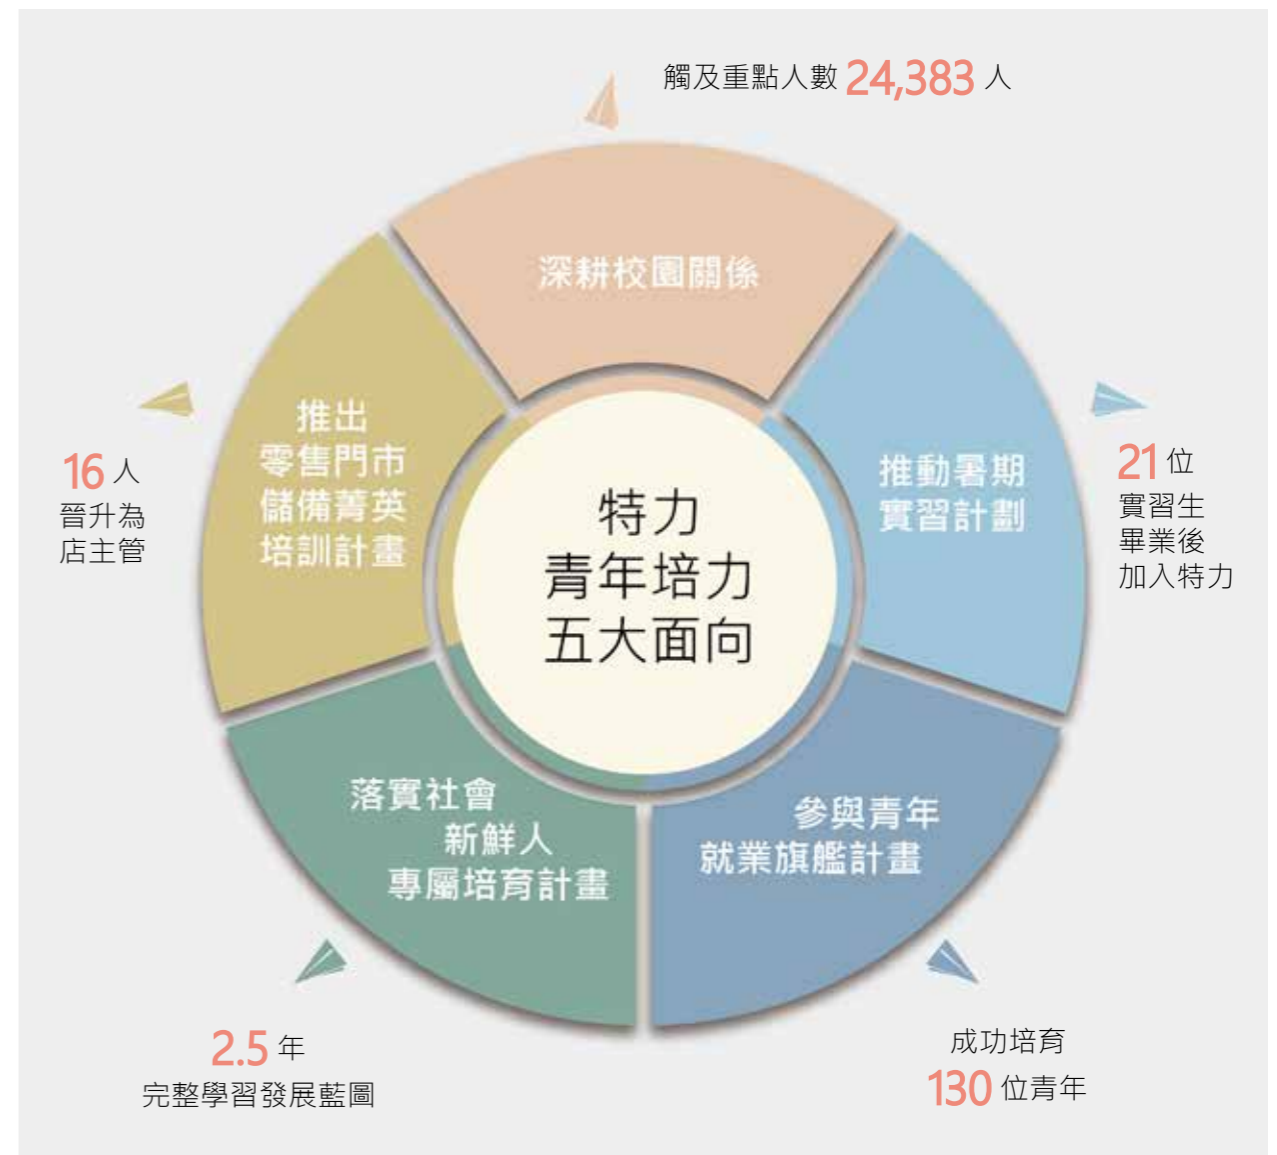 觸及重點人數 24,383 人
深耕校園關係
推動暑期
實習計劃
21 位
實習生
畢業後
加入特力
參與青年
就業旗艦計畫
成功培育
130 位青年
落實社會
新鮮人
專屬培育計畫
2.5 年
完整學習發展藍圖
推出
零售門市
儲備菁英
培訓計畫
16 人
晉升為
店主管
特力
青年培力
五大面向